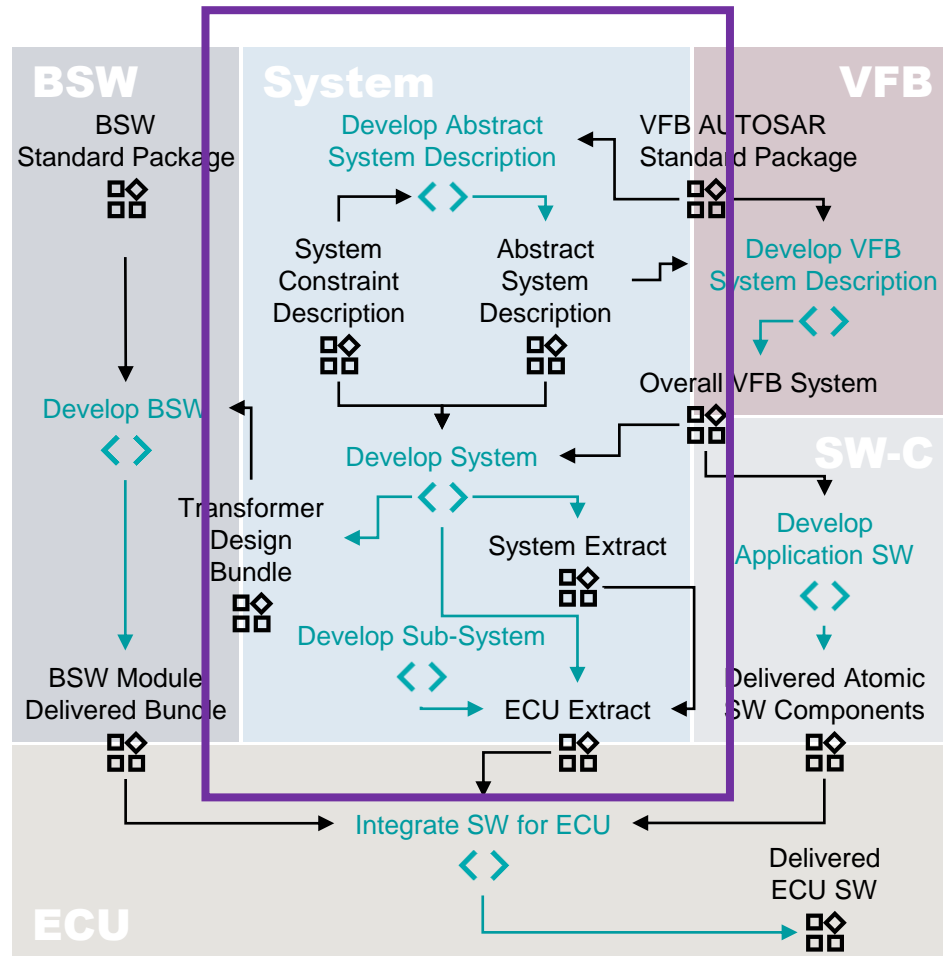 BSW
System
VFB
BSW
Standard Package
Develop Abstract
System Description
VFB AUTOSAR
Standard Package
System
Constraint
Description
Abstract
System
Description
Develop VFB
System Description
Overall VFB System
Develop BSW
Develop System
SW-C
Transformer
Design
Bundle
System Extract
Develop
Application SW
Develop Sub-System
BSW Module
Delivered Bundle
ECU Extract
Delivered Atomic
SW Components
Integrate SW for ECU
Delivered
ECU SW
ECU